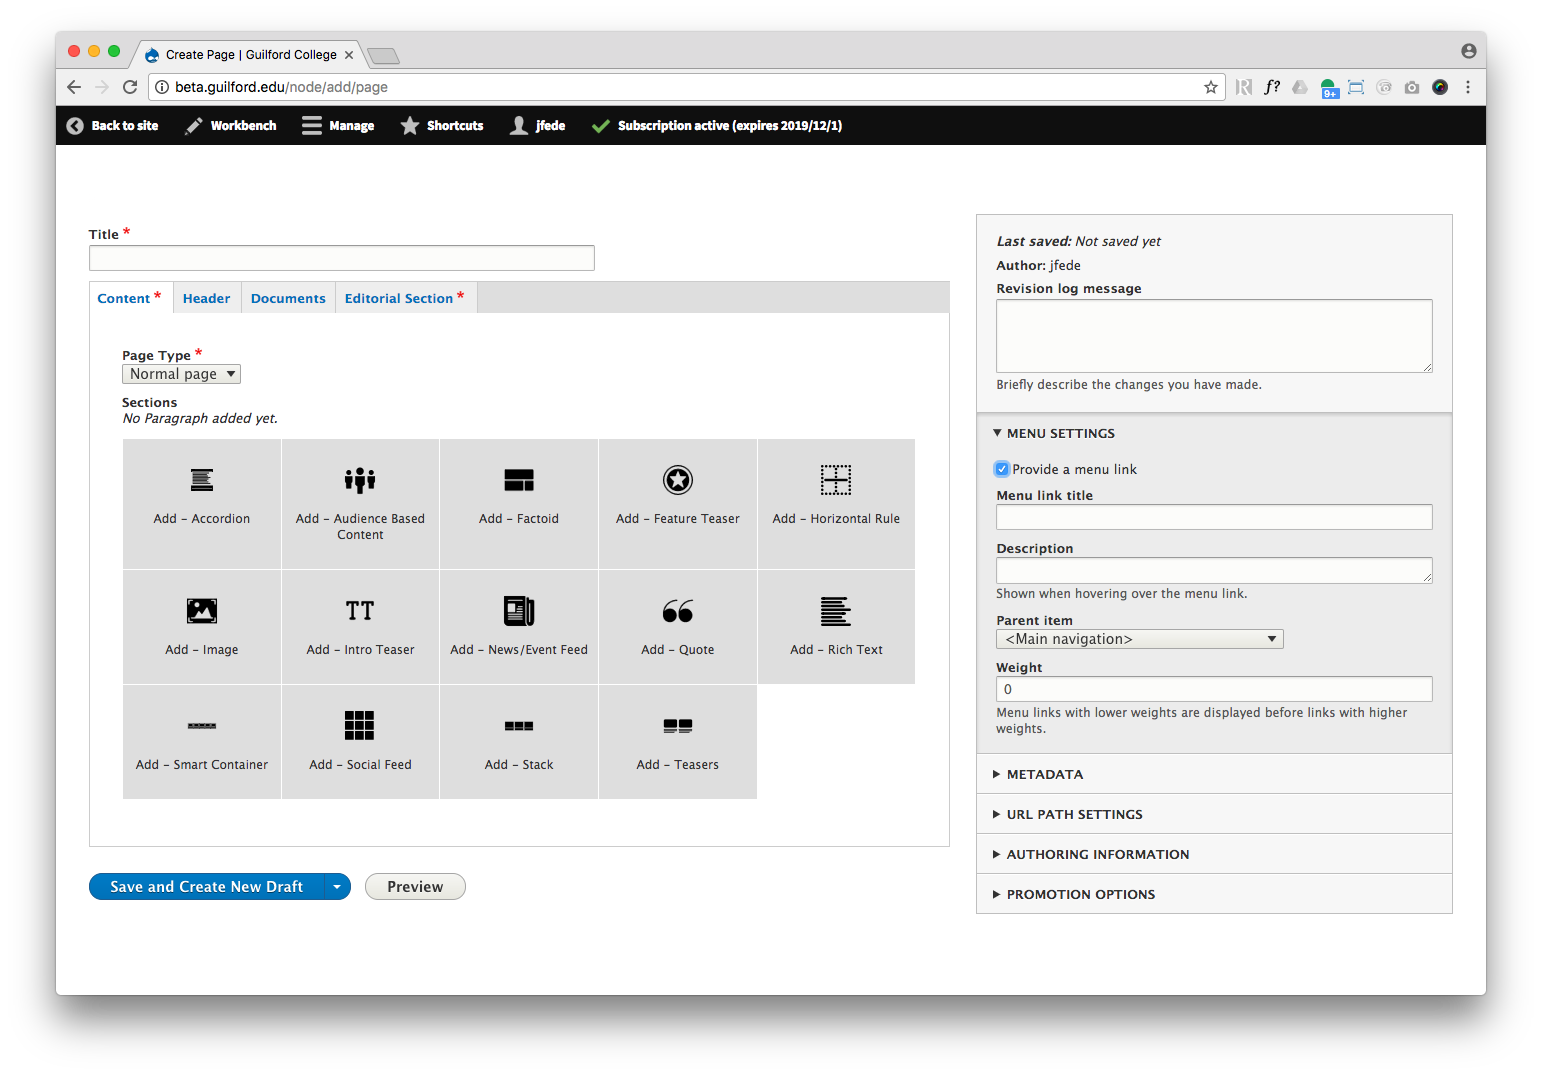 Create Page | Guilford College
beta.guilford.edu/node/add/page
f?
9+
Back to site
Workbench
Manage
Shortcuts
jfede
Subscription active (expires 2019/12/1)
Title *
Content *
Header
Documents
Editorial Section *
Page Type *
Normal page
Sections
No Paragraph added yet.
Add – Accordion
Add – Audience Based
Content
Add – Factoid
Add – Feature Teaser
Add – Horizontal Rule
Add – Image
TT
Add – Intro Teaser
Add – News/Event Feed
Add – Quote
Add – Rich Text
Add – Smart Container
Add – Social Feed
Add – Stack
Add – Teasers
Save and Create New Draft
Preview
Last saved: Not saved yet
Author: jfede
Revision log message
Briefly describe the changes you have made.
MENU SETTINGS
Provide a menu link
Menu link title
Description
Shown when hovering over the menu link.
Parent item
<Main navigation>
Weight
0
Menu links with lower weights are displayed before links with higher
weights.
METADATA
URL PATH SETTINGS
AUTHORING INFORMATION
PROMOTION OPTIONS